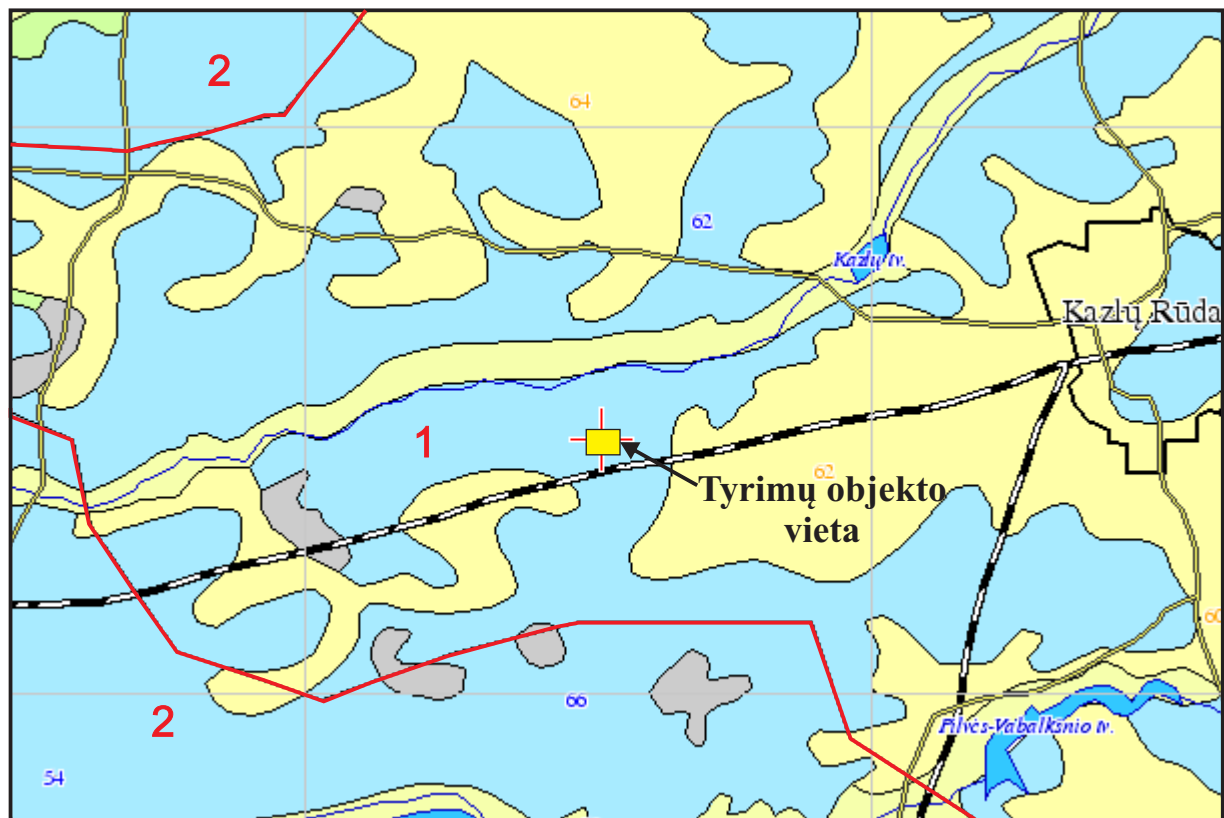 2
64
62
Kazlų tv.
Kazlų Rūda
1
62
Tyrimų objekto
vieta
60
66
2
Pilvės-Vabalkšnio tv.
54